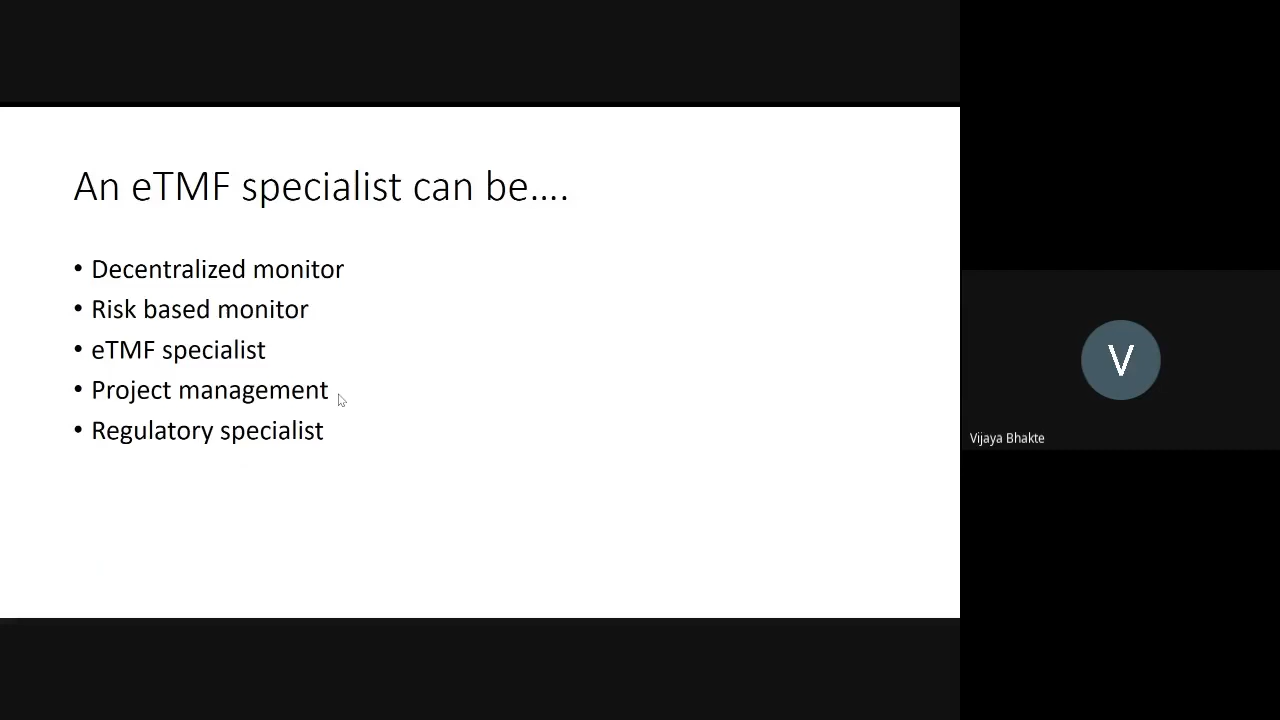 An eTMF specialist can be....
• Decentralized monitor
• Risk based monitor
• eTMF specialist
• Project management
• Regulatory specialist
V
Vijaya Bhakte